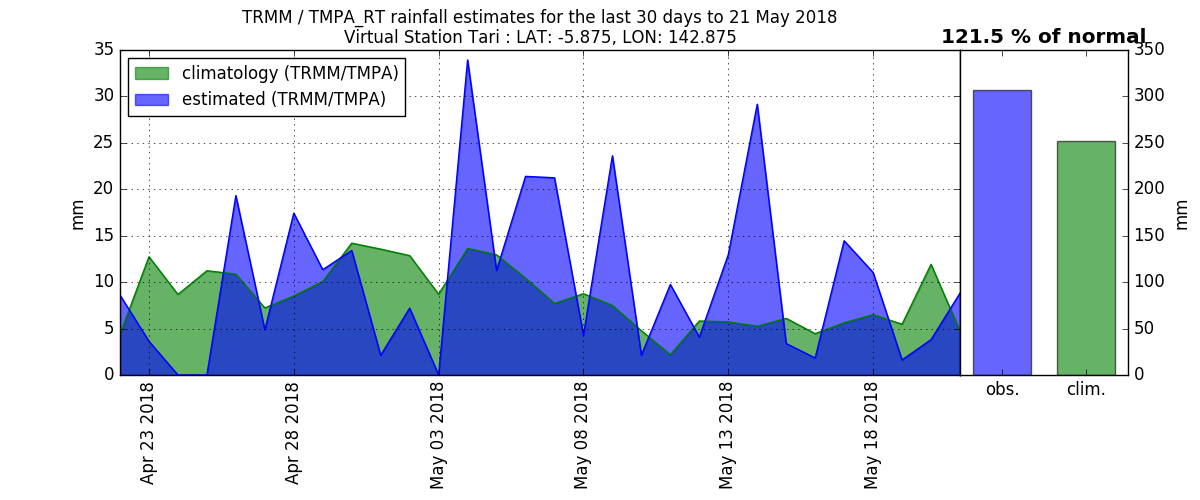 TRMM / TMPA_RT rainfall estimates for the last 30 days to 21 May 2018
Virtual Station Tari : LAT: -5.875, LON: 142.875
121.5 % of normal
climatology (TRMM/TMPA)
estimated (TRMM/TMPA)
35
30
25
20
15
10
5
0
mm
Apr 23 2018
Apr 28 2018
May 03 2018
May 08 2018
May 13 2018
May 18 2018
350
300
250
200
150
100
50
0
mm
obs.
clim.